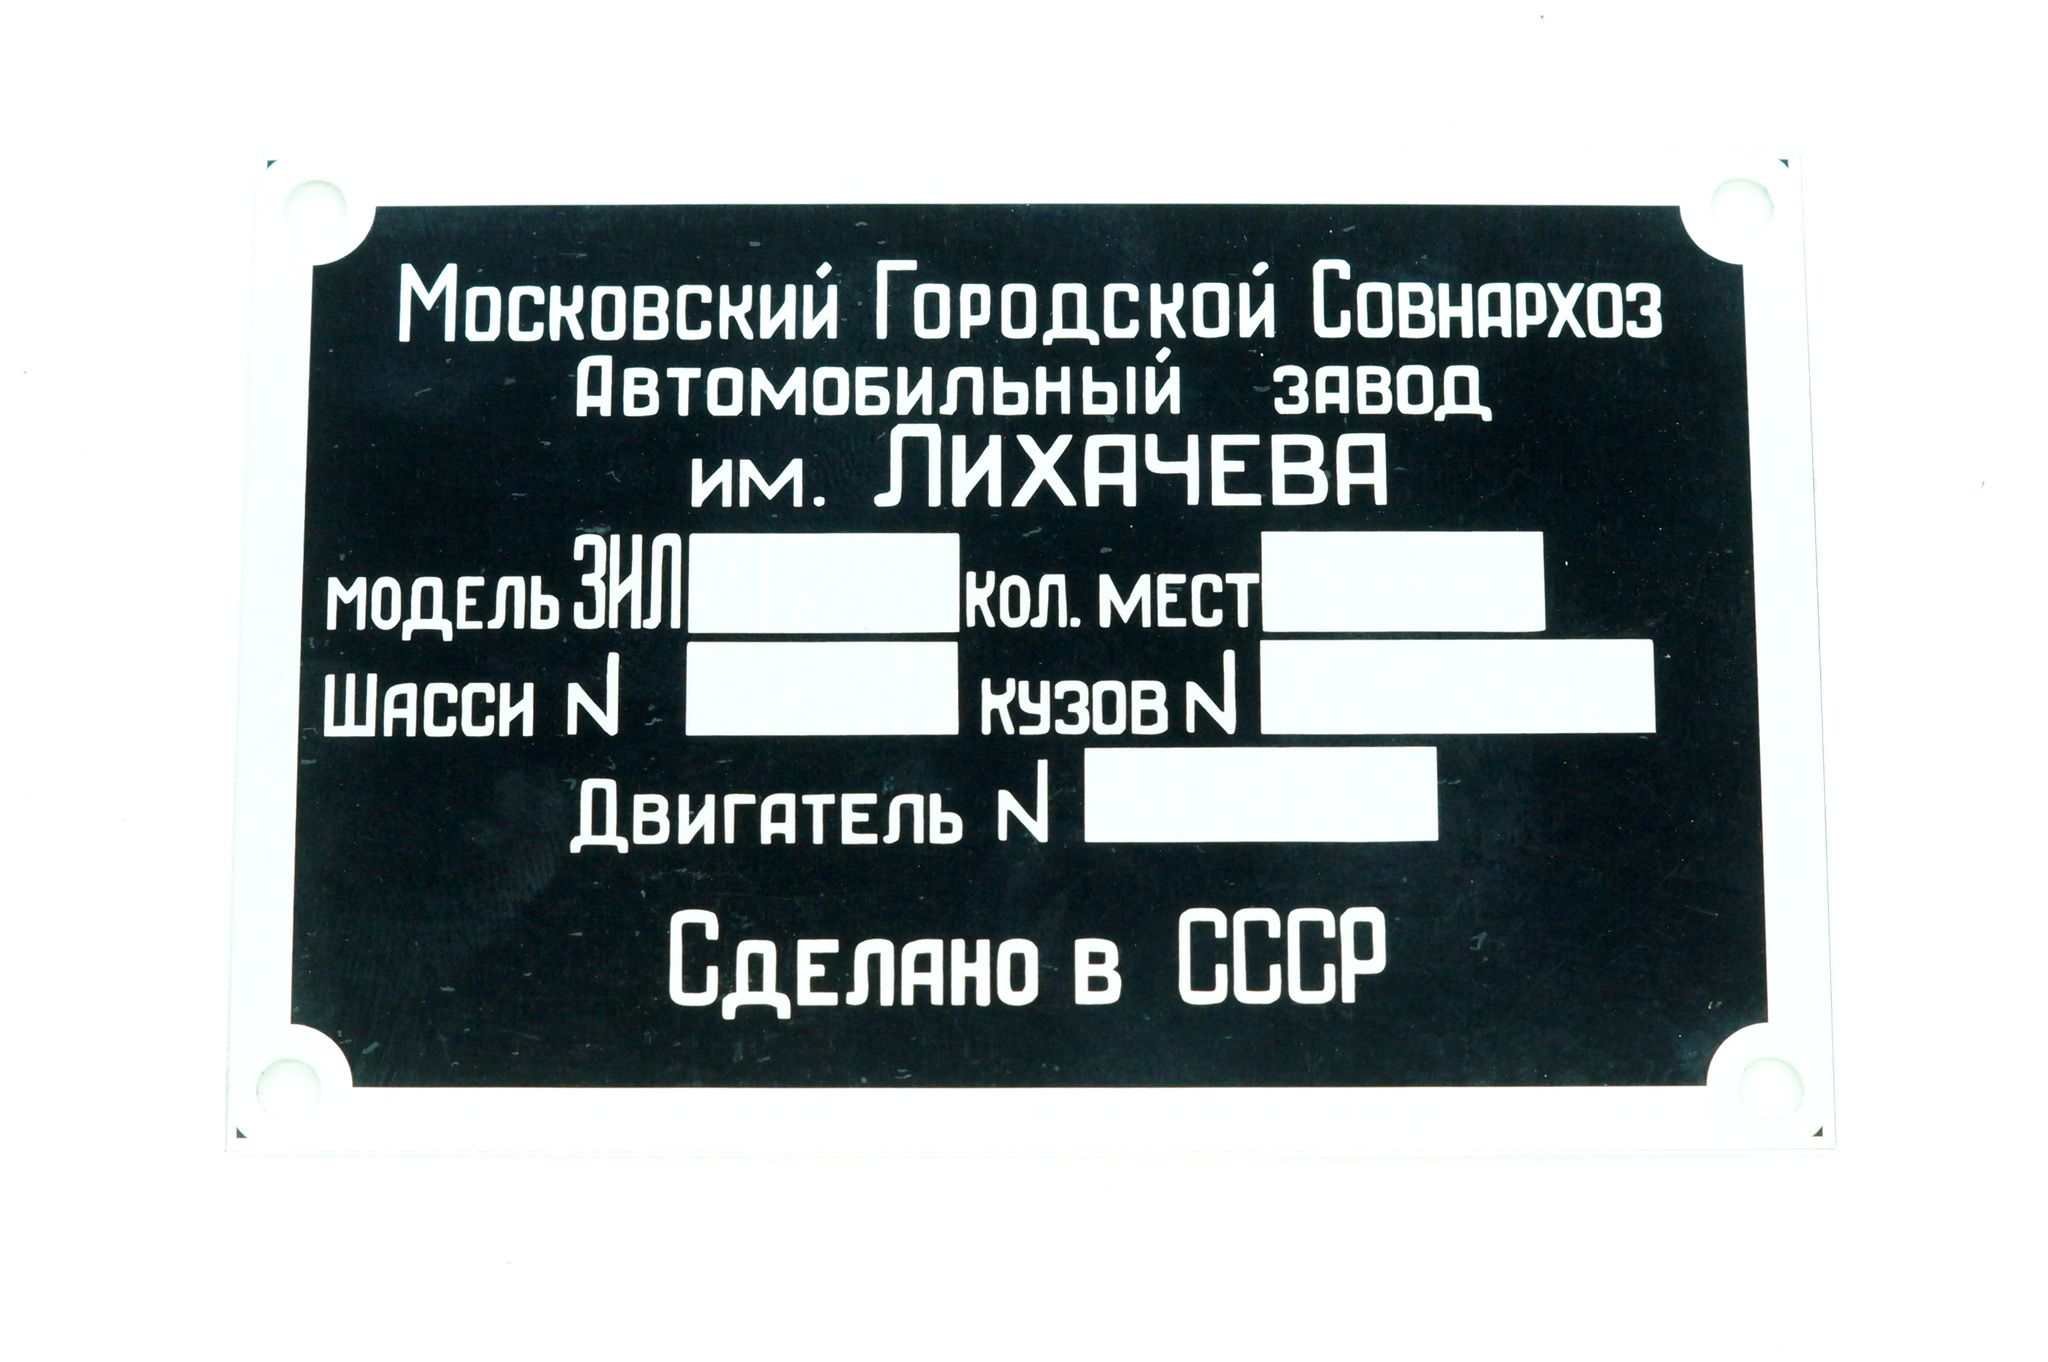 Московский Городской Совнархоз
Автомобильный завод
им. ЛИХАЧЕВА
модель ЗИЛ кол. мест
Шасси N кузов N
Двигатель N
Сделано в СССР